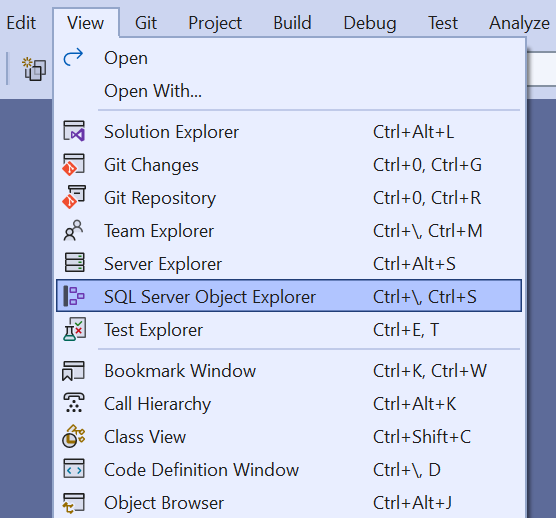 Edit View Git Project Build Debug Test Analyze
Open
Open With...
Solution Explorer Ctrl+Alt+L
Git Changes Ctrl+0, Ctrl+G
Git Repository Ctrl+0, Ctrl+R
Team Explorer Ctrl+\, Ctrl+M
Server Explorer Ctrl+Alt+S
SQL Server Object Explorer Ctrl+\, Ctrl+S
Test Explorer Ctrl+E, T
Bookmark Window Ctrl+K, Ctrl+W
Call Hierarchy Ctrl+Alt+K
Class View Ctrl+Shift+C
Code Definition Window Ctrl+\, D
Object Browser Ctrl+Alt+J